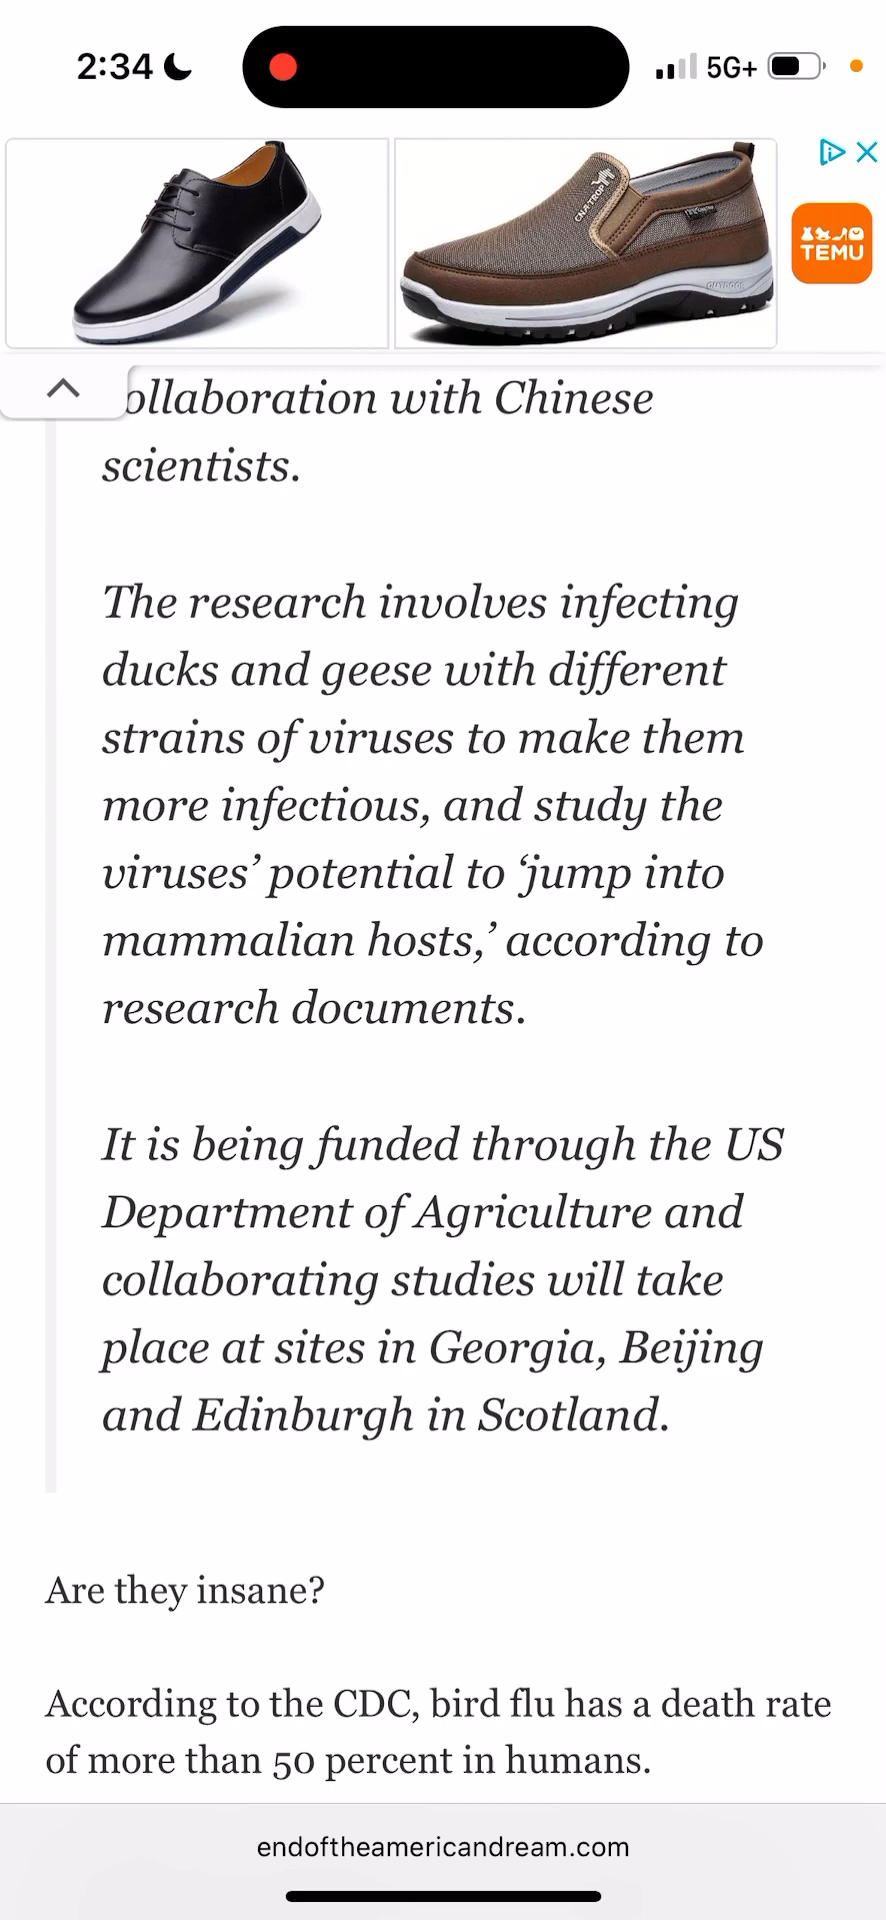 2:34
5G+
CNATROP
TEMU
ollaboration with Chinese
scientists.
The research involves infecting
ducks and geese with different
strains of viruses to make them
more infectious, and study the
viruses’ potential to ‘jump into
mammalian hosts,’ according to
research documents.
It is being funded through the US
Department of Agriculture and
collaborating studies will take
place at sites in Georgia, Beijing
and Edinburgh in Scotland.
Are they insane?
According to the CDC, bird flu has a death rate
of more than 50 percent in humans.
endoftheamericandream.com